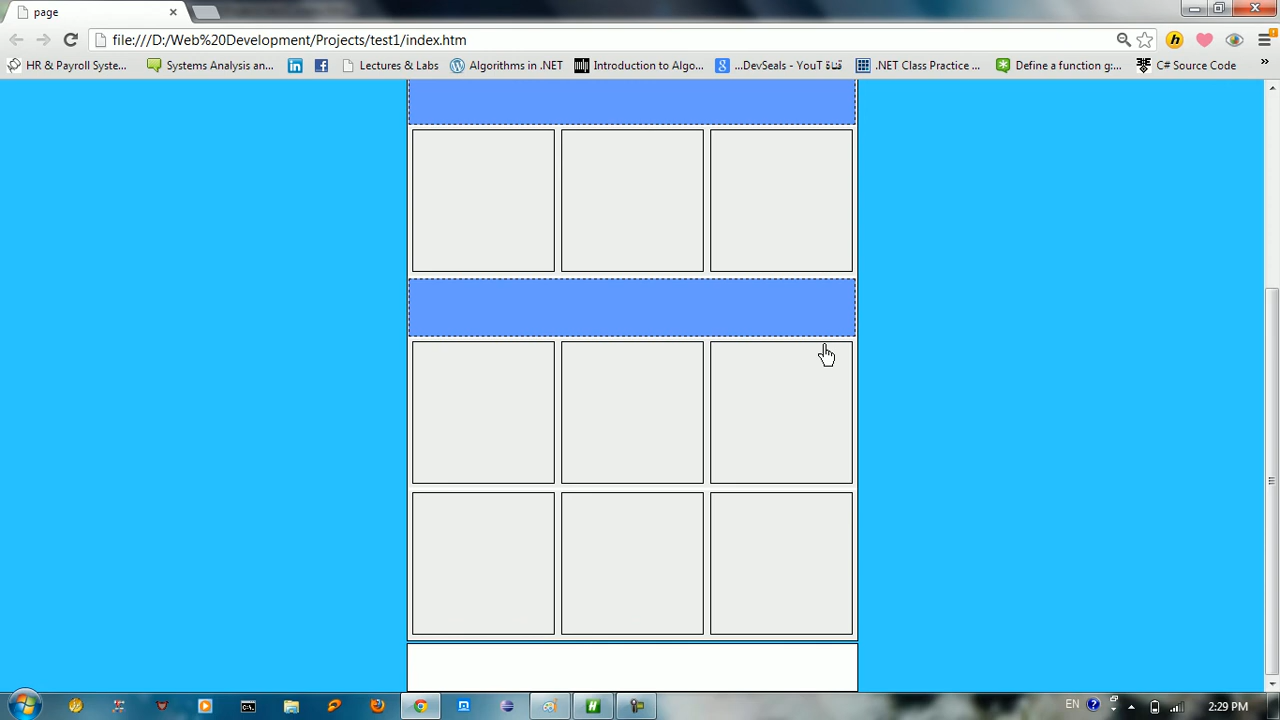 page
file:///D:/Web%20Development/Projects/test1/index.htm
HR & Payroll Syste... Systems Analysis an... Lectures & Labs Algorithms in .NET Introduction to Algo... ...DevSeals - YouT قناة .NET Class Practice ... Define a function g:... C# Source Code »
EN 2:29 PM